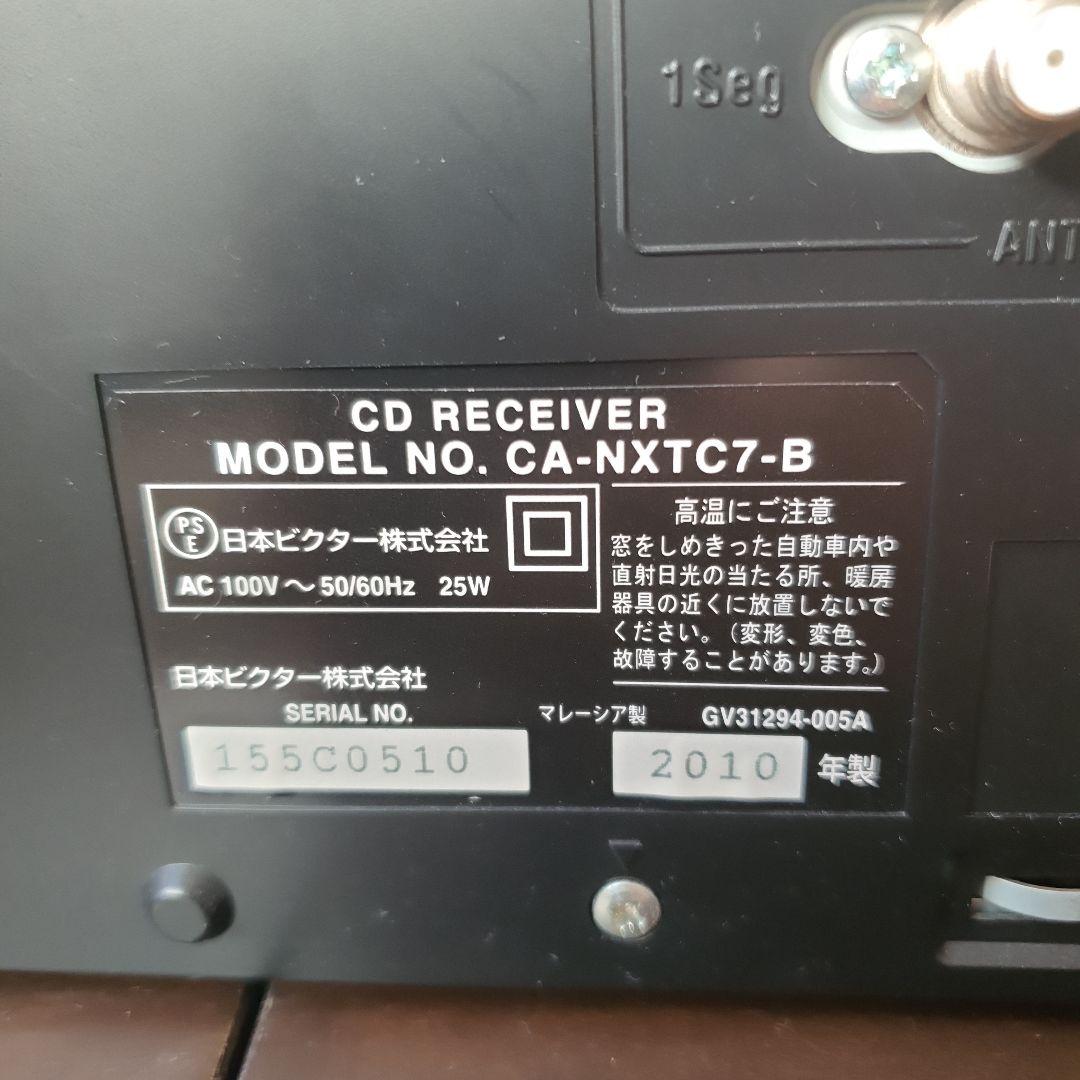 1Seg
ANT
CD RECEIVER
MODEL NO. CA-NXTC7-B
PSE 日本ビクター株式会社
AC 100V～50/60Hz 25W
高温にご注意
窓をしめきった自動車内や
直射日光の当たる所、暖房
器具の近くに放置しないで
ください。（変形、変色、
故障することがあります。）
日本ビクター株式会社
SERIAL NO.
155C0510
マレーシア製 GV31294-005A
2010 年製